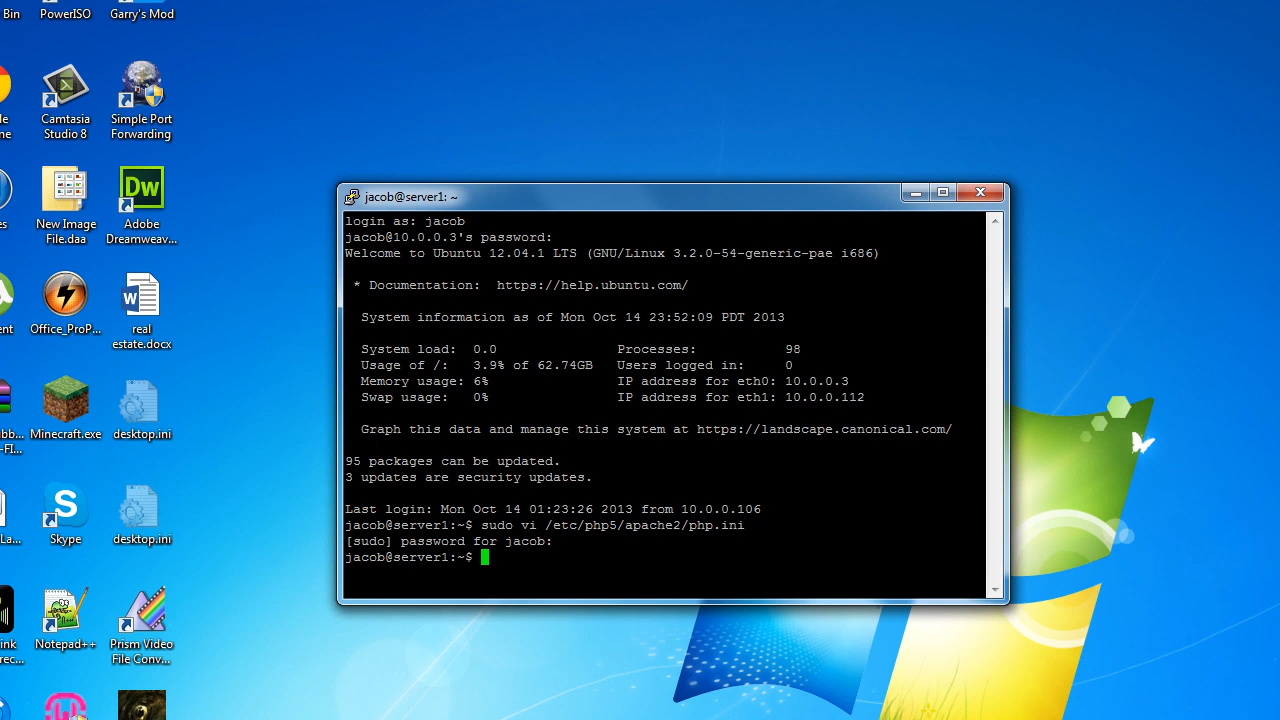 Bin
PowerISO
Garry's Mod
Camtasia
Studio 8
Simple Port
Forwarding
New Image
File.daa
Dw
Adobe
Dreamweav...
Office_ProP...
real
estate.docx
Minecraft.exe
desktop.ini
Skype
desktop.ini
Notepad++
Prism Video
File Conv...
jacob@server1: ~
login as: jacob
jacob@10.0.0.3's password:
Welcome to Ubuntu 12.04.1 LTS (GNU/Linux 3.2.0-54-generic-pae i686)
* Documentation: https://help.ubuntu.com/
System information as of Mon Oct 14 23:52:09 PDT 2013
System load: 0.0 Processes: 98
Usage of /: 3.9% of 62.74GB Users logged in: 0
Memory usage: 6% IP address for eth0: 10.0.0.3
Swap usage: 0% IP address for eth1: 10.0.0.112
Graph this data and manage this system at https://landscape.canonical.com/
95 packages can be updated.
3 updates are security updates.
Last login: Mon Oct 14 01:23:26 2013 from 10.0.0.106
jacob@server1:~$ sudo vi /etc/php5/apache2/php.ini
[sudo] password for jacob:
jacob@server1:~$